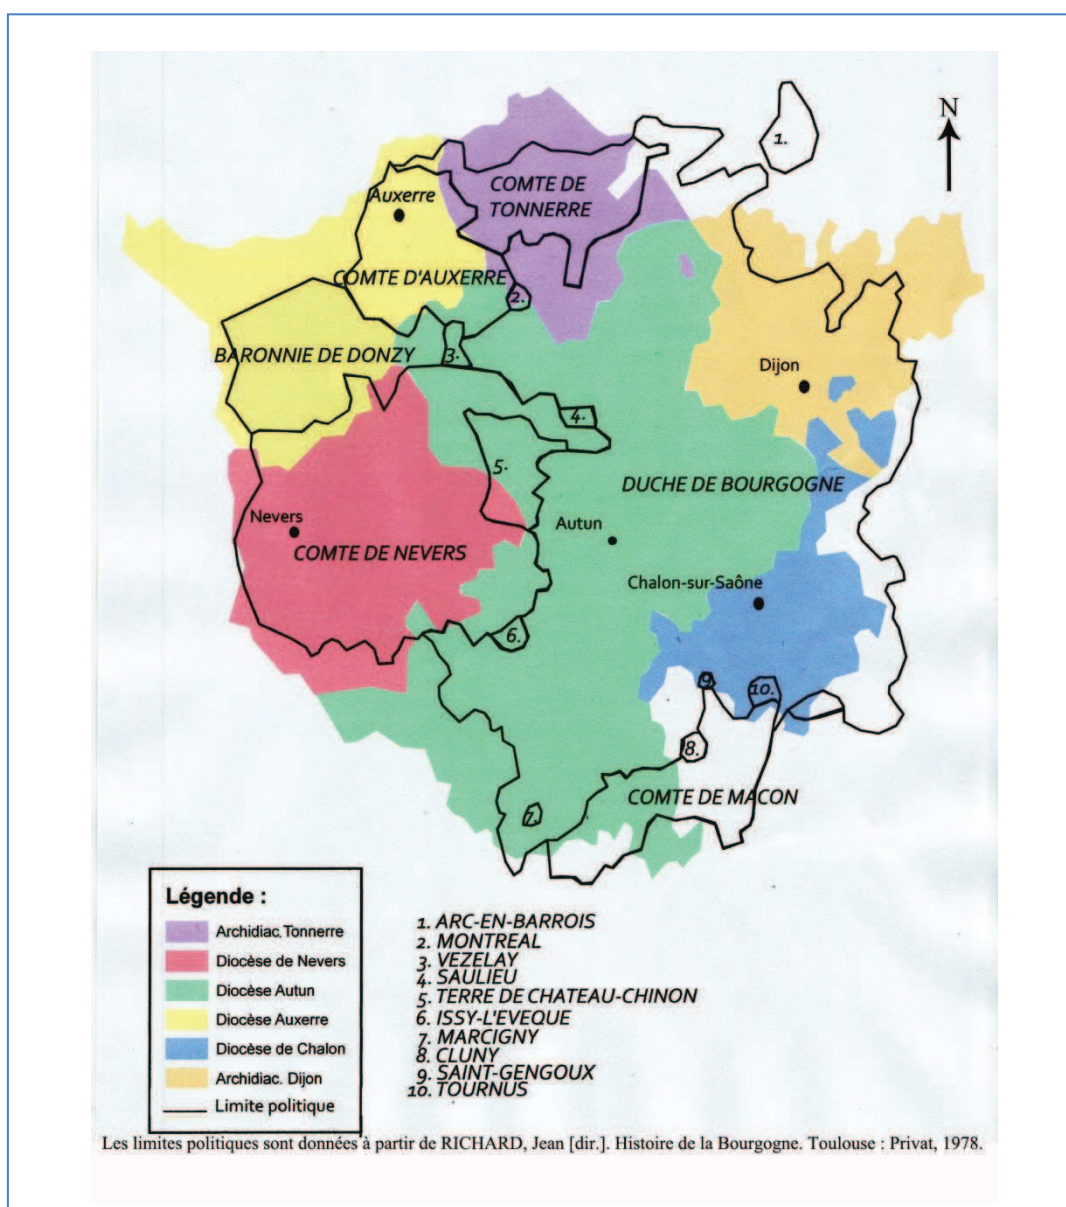 N
1.
COMTE DE
TONNERRE
Auxerre
COMTE D'AUXERRE
2.
BARONNIE DE DONZY
3.
Dijon
4.
5.
DUCHE DE BOURGOGNE
Nevers
Autun
COMTE DE NEVERS
Chalon-sur-Saône
6.
9.
10.
8.
COMTE DE MACON
7.
Légende :
Archidiac. Tonnerre
Diocèse de Nevers
Diocèse Autun
Diocèse Auxerre
Diocèse de Chalon
Archidiac. Dijon
Limite politique
1. ARC-EN-BARROIS
2. MONTREAL
3. VEZELAY
4. SAULIEU
5. TERRE DE CHATEAU-CHINON
6. ISSY-L'EVEQUE
7. MARCIGNY
8. CLUNY
9. SAINT-GENGOUX
10. TOURNUS
Les limites politiques sont données à partir de RICHARD, Jean [dir.]. Histoire de la Bourgogne. Toulouse : Privat, 1978.